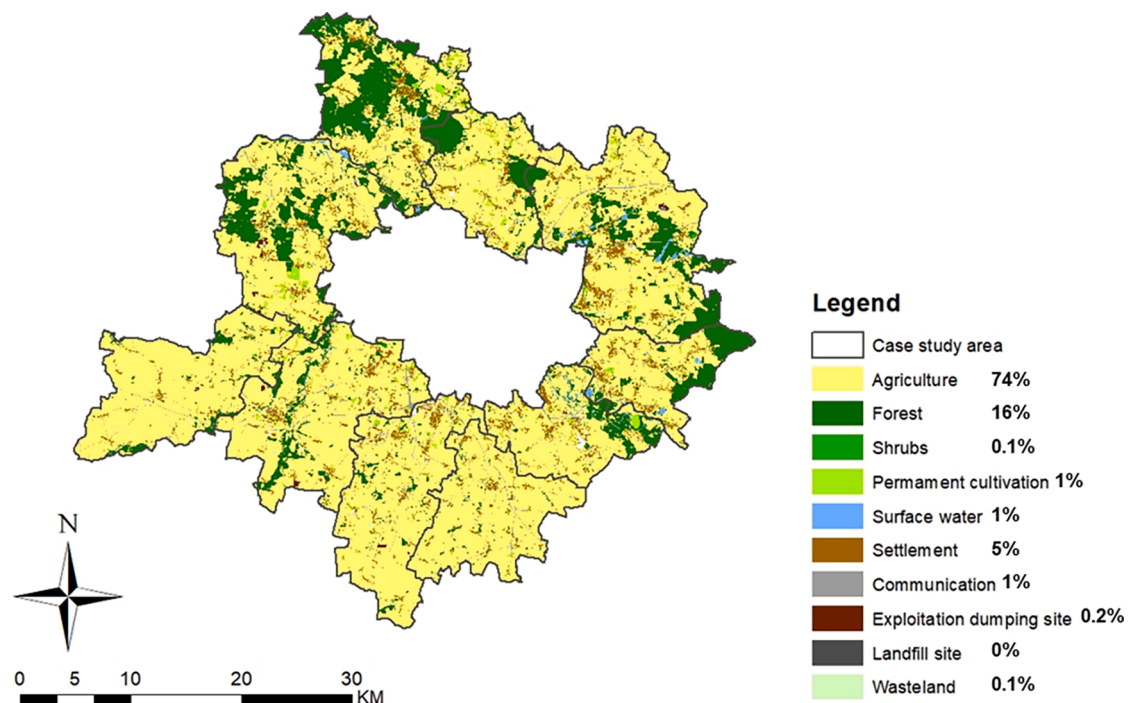 Legend
Case study area
Agriculture 74%
Forest 16%
Shrubs 0.1%
Permament cultivation 1%
Surface water 1%
Settlement 5%
Communication 1%
Exploitation dumping site 0.2%
Landfill site 0%
Wasteland 0.1%
N
0 5 10 20 30
KM